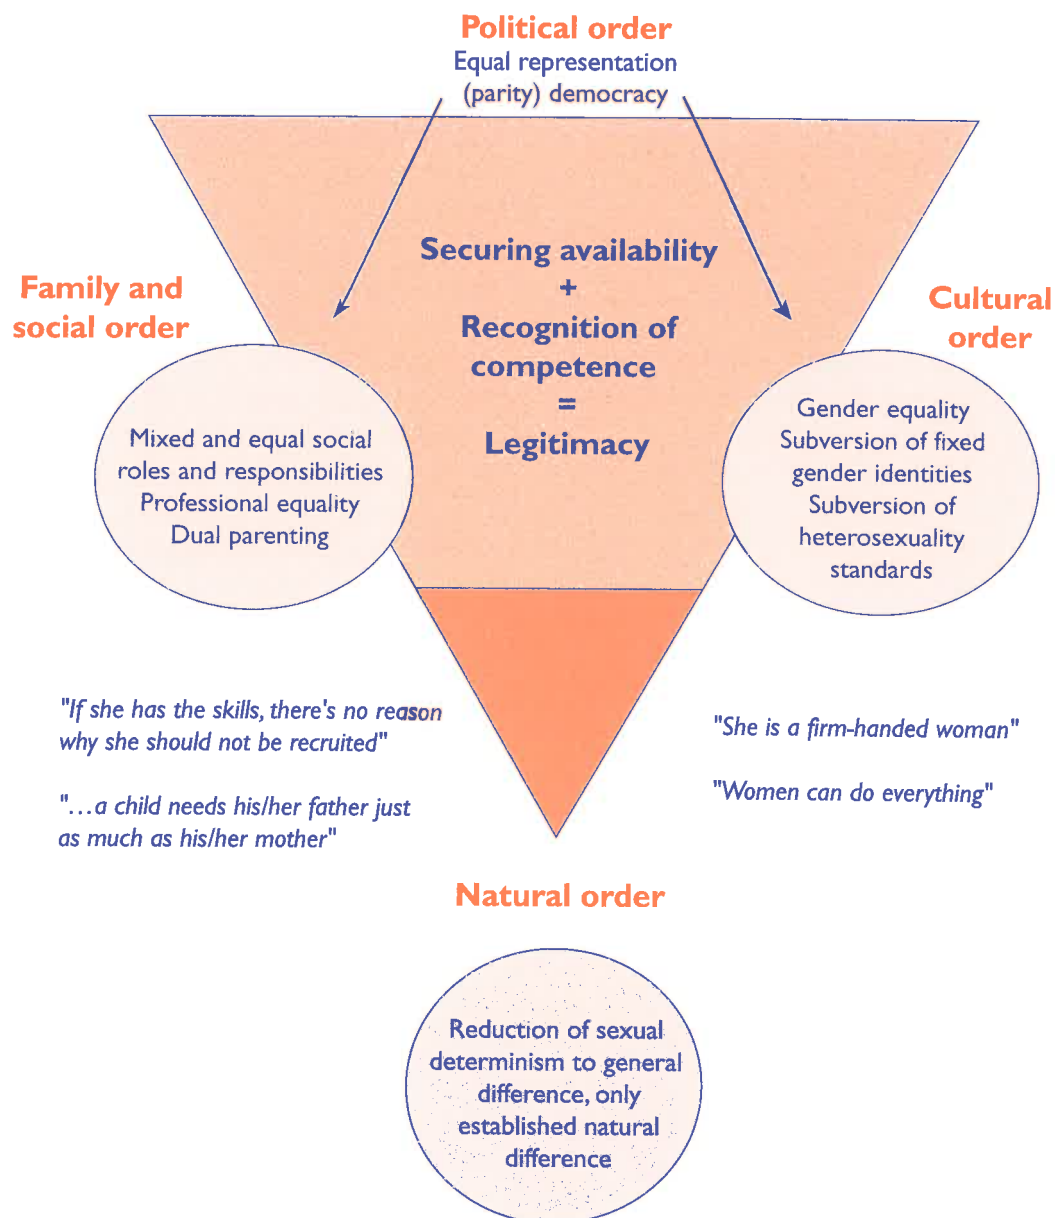 Political order
Equal representation
(parity) democracy
Securing availability
+
Recognition of
competence
=
Legitimacy
Family and
social order
Mixed and equal social
roles and responsibilities
Professional equality
Dual parenting
Cultural
order
Gender equality
Subversion of fixed
gender identities
Subversion of
heterosexuality
standards
"If she has the skills, there's no reason
why she should not be recruited"
"…a child needs his/her father just
as much as his/her mother"
"She is a firm-handed woman"
"Women can do everything"
Natural order
Reduction of sexual
determinism to general
difference, only
established natural
difference